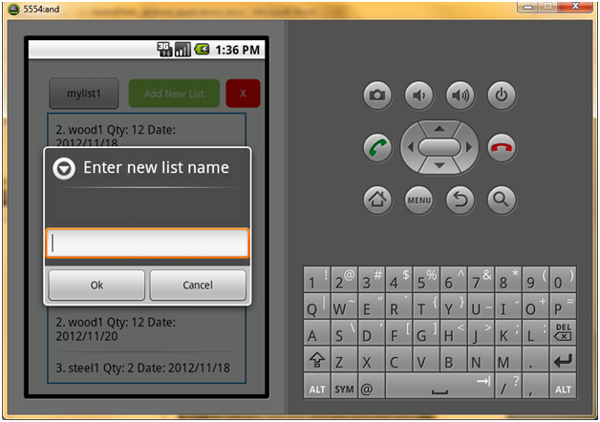 5554:and
3G
1:36 PM
mylist1
Add New List
X
2. wood1 Qty: 12 Date:
2012/11/18
Enter new list name
Ok
Cancel
2. wood1 Qty: 12 Date:
2012/11/20
3. steel1 Qty: 2 Date: 2012/11/18
MENU
1 ! 2 @ 3 # 4 $ 5 % 6 ^ 7 & 8 * 9 ( 0 )
Q | W ~ E “ R ` T { Y } U _ I - O + P =
A S \ D ' F [ G ] H < J > K ; L : DEL
Z X C V B N M .
ALT SYM @ / ? , ALT